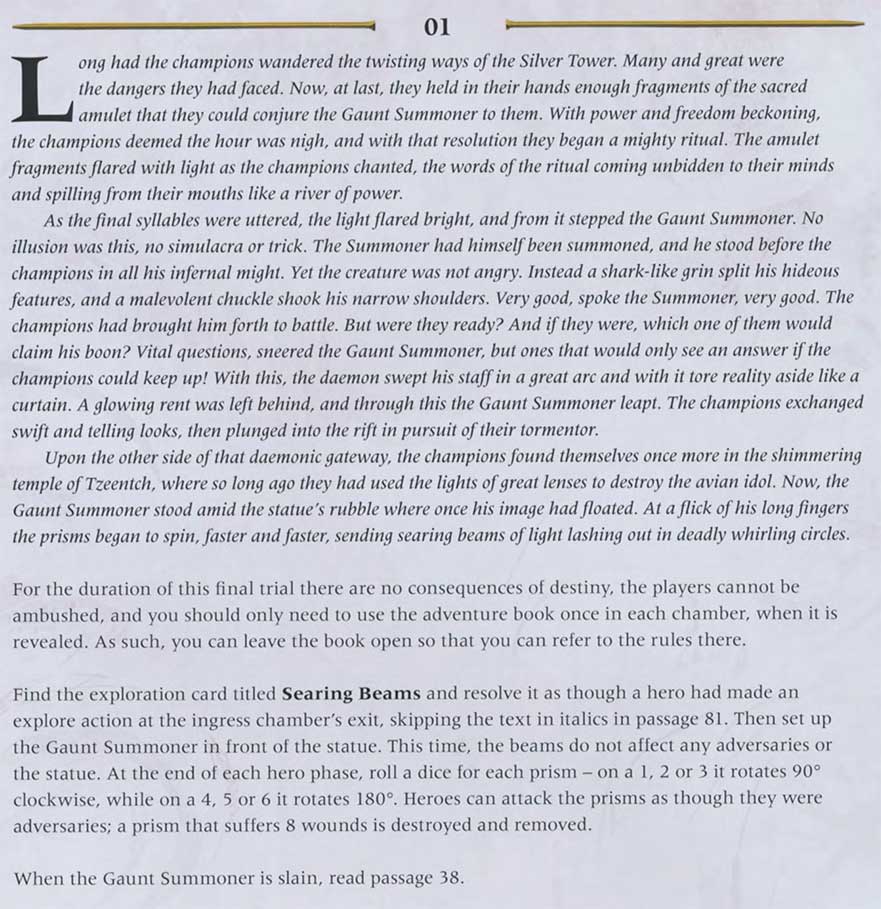 01
Long had the champions wandered the twisting ways of the Silver Tower. Many and great were
the dangers they had faced. Now, at last, they held in their hands enough fragments of the sacred
amulet that they could conjure the Gaunt Summoner to them. With power and freedom beckoning,
the champions deemed the hour was nigh, and with that resolution they began a mighty ritual. The amulet
fragments flared with light as the champions chanted, the words of the ritual coming unbidden to their minds
and spilling from their mouths like a river of power.
As the final syllables were uttered, the light flared bright, and from it stepped the Gaunt Summoner. No
illusion was this, no simulacra or trick. The Summoner had himself been summoned, and he stood before the
champions in all his infernal might. Yet the creature was not angry. Instead a shark-like grin split his hideous
features, and a malevolent chuckle shook his narrow shoulders. Very good, spoke the Summoner, very good. The
champions had brought him forth to battle. But were they ready? And if they were, which one of them would
claim his boon? Vital questions, sneered the Gaunt Summoner, but ones that would only see an answer if the
champions could keep up! With this, the daemon swept his staff in a great arc and with it tore reality aside like a
curtain. A glowing rent was left behind, and through this the Gaunt Summoner leapt. The champions exchanged
swift and telling looks, then plunged into the rift in pursuit of their tormentor.
Upon the other side of that daemonic gateway, the champions found themselves once more in the shimmering
temple of Tzeentch, where so long ago they had used the lights of great lenses to destroy the avian idol. Now, the
Gaunt Summoner stood amid the statue's rubble where once his image had floated. At a flick of his long fingers
the prisms began to spin, faster and faster, sending searing beams of light lashing out in deadly whirling circles.
For the duration of this final trial there are no consequences of destiny, the players cannot be
ambushed, and you should only need to use the adventure book once in each chamber, when it is
revealed. As such, you can leave the book open so that you can refer to the rules there.
Find the exploration card titled Searing Beams and resolve it as though a hero had made an
explore action at the ingress chamber's exit, skipping the text in italics in passage 81. Then set up
the Gaunt Summoner in front of the statue. This time, the beams do not affect any adversaries or
the statue. At the end of each hero phase, roll a dice for each prism – on a 1, 2 or 3 it rotates 90°
clockwise, while on a 4, 5 or 6 it rotates 180°. Heroes can attack the prisms as though they were
adversaries; a prism that suffers 8 wounds is destroyed and removed.
When the Gaunt Summoner is slain, read passage 38.